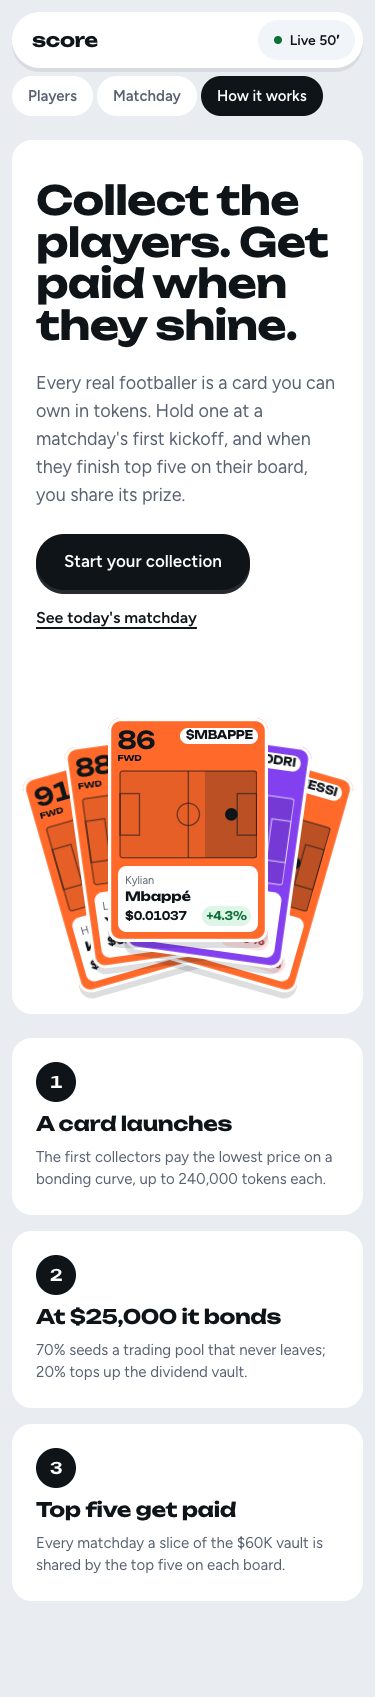 score
Live 50′
Players
Matchday
How it works
Collect the
players. Get
paid when
they shine.
Every real footballer is a card you can
own in tokens. Hold one at a
matchday's first kickoff, and when
they finish top five on their board,
you share its prize.
Start your collection
See today's matchday
91
FWD
88
FWD
86
FWD
$MBAPPE
Kylian
Mbappé
$0.01037
+4.3%
1
A card launches
The first collectors pay the lowest price on a
bonding curve, up to 240,000 tokens each.
2
At $25,000 it bonds
70% seeds a trading pool that never leaves;
20% tops up the dividend vault.
3
Top five get paid
Every matchday a slice of the $60K vault is
shared by the top five on each board.